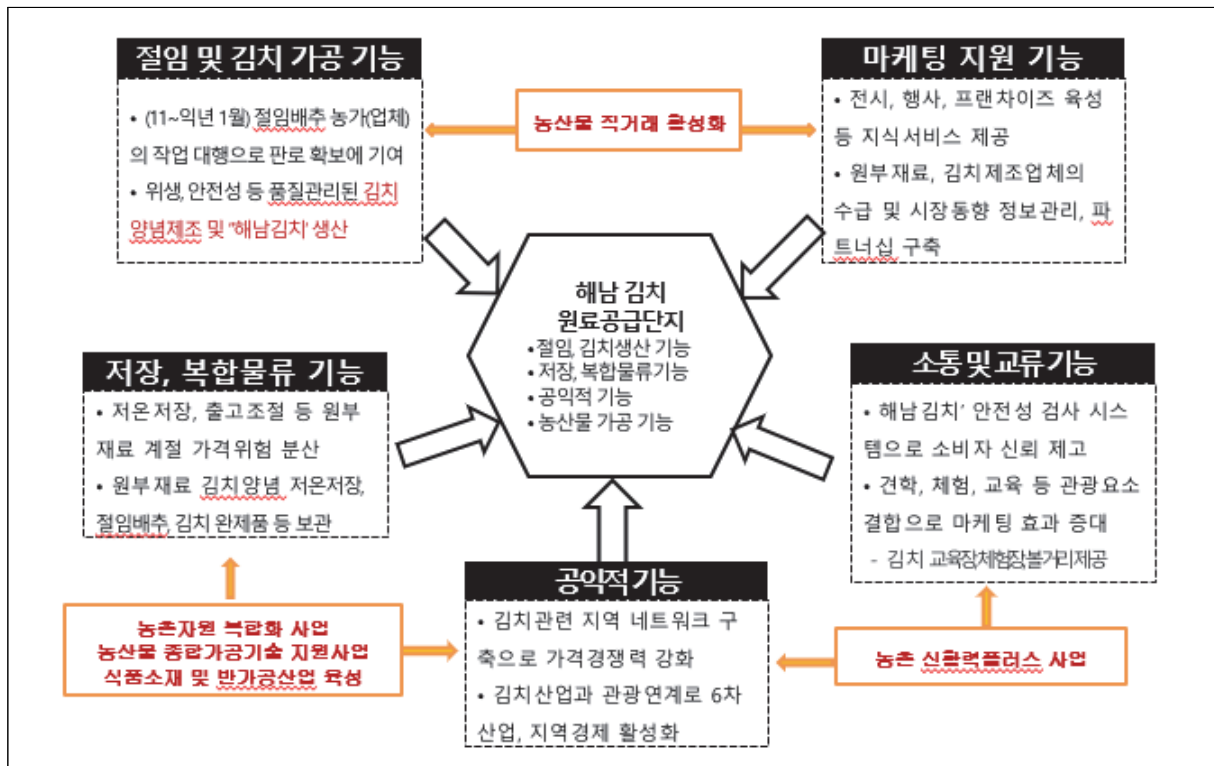 절임 및 김치 가공 기능
• (11~익년 1월) 절임배추 농가(업체)
의 작업 대행으로 판로 확보에 기여
• 위생, 안전성 등 품질관리된 김치
양념제조 및 "해남김치' 생산
농산물 직거래 활성화
마케팅 지원 기능
• 전시, 행사, 프랜차이즈 육성
등 지식서비스 제공
• 원부재료, 김치제조업체의
수급 및 시장동향 정보관리, 파
트너십 구축
해남 김치
원료공급단지
•절임, 김치생산 기능
•저장, 복합물류기능
•공익적 기능
•농산물 가공 기능
저장, 복합물류 기능
• 저온저장, 출고조절 등 원부
재료 계절 가격위험 분산
• 원부재료 김치양념 저온저장,
절임배추, 김치 완제품 등 보관
소통 및 교류 기능
• 해남김치' 안전성 검사 시스
템으로 소비자 신뢰 제고
• 견학, 체험, 교육 등 관광요소
결합으로 마케팅 효과 증대
- 김치 교육장,체험장,볼거리제공
공익적 기능
• 김치관련 지역 네트워크 구
축으로 가격경쟁력 강화
• 김치산업과 관광연계로 6차
산업, 지역경제 활성화
농촌자원 복합화 사업
농산물 종합가공기술 지원사업
식품소재 및 반가공산업 육성
농촌 신활력플러스 사업